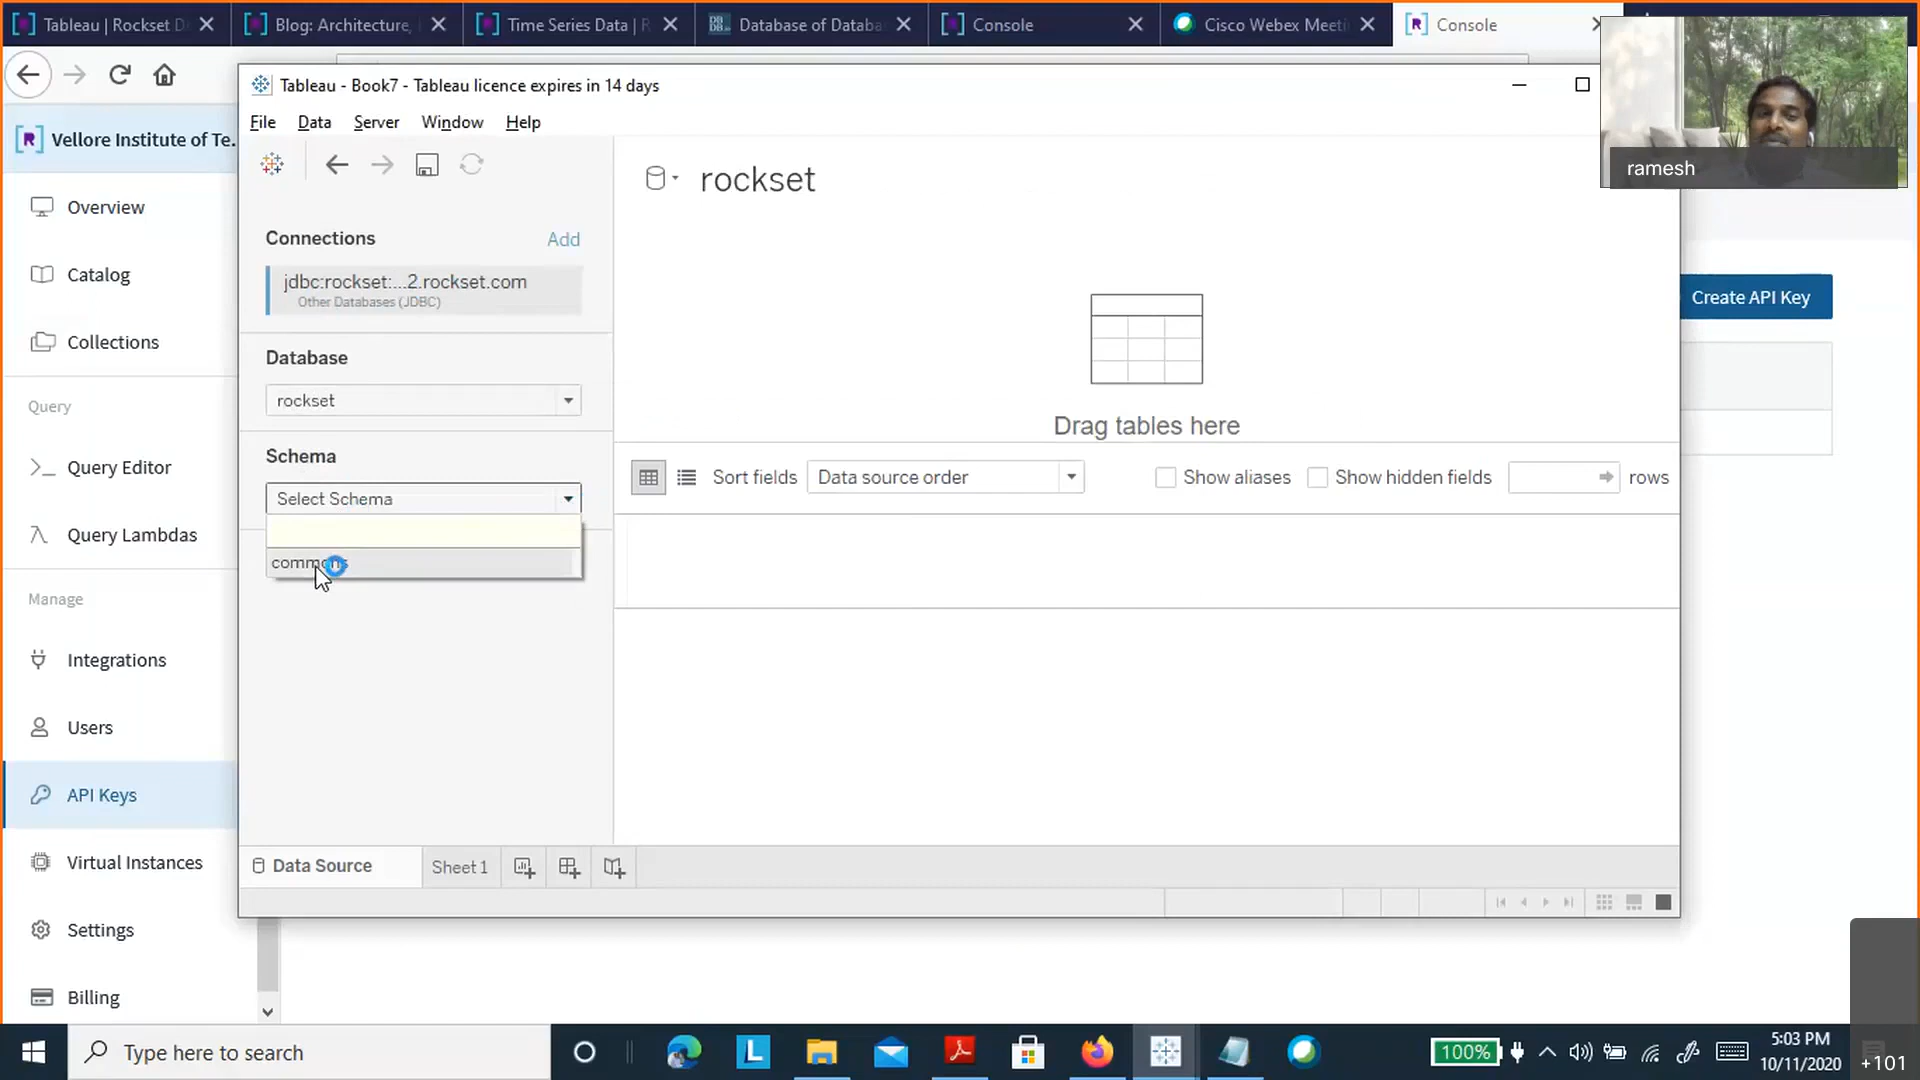 Tableau | Rockset D
Blog: Architecture,
Time Series Data | R
Database of Databa
Console
Cisco Webex Meeti
Console
Tableau - Book7 - Tableau licence expires in 14 days
File
Data
Server
Window
Help
ramesh
Vellore Institute of Te.
Overview
Catalog
Collections
Query
Query Editor
Query Lambdas
Manage
Integrations
Users
API Keys
Virtual Instances
Settings
Billing
Connections
Add
jdbc:rockset:...2.rockset.com
Other Databases (JDBC)
Database
rockset
Schema
Select Schema
commons
rockset
Drag tables here
Sort fields
Data source order
Show aliases
Show hidden fields
rows
Create API Key
Data Source
Sheet 1
Type here to search
100%
5:03 PM
10/11/2020
+101